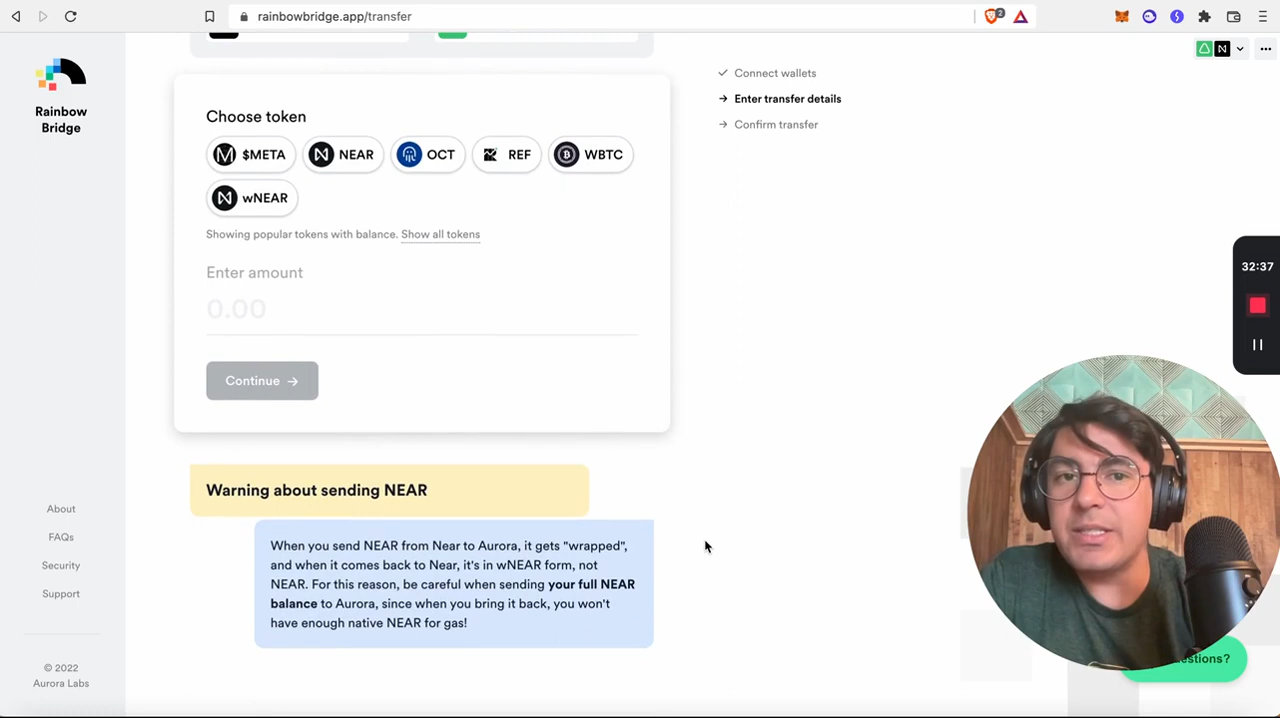 rainbowbridge.app/transfer
2
Rainbow
Bridge
Choose token
$META
NEAR
OCT
REF
WBTC
wNEAR
Showing popular tokens with balance. Show all tokens
Enter amount
0.00
Continue →
✓ Connect wallets
→ Enter transfer details
→ Confirm transfer
32:37
Warning about sending NEAR
When you send NEAR from Near to Aurora, it gets "wrapped",
and when it comes back to Near, it's in wNEAR form, not
NEAR. For this reason, be careful when sending your full NEAR
balance to Aurora, since when you bring it back, you won't
have enough native NEAR for gas!
About
FAQs
Security
Support
© 2022
Aurora Labs